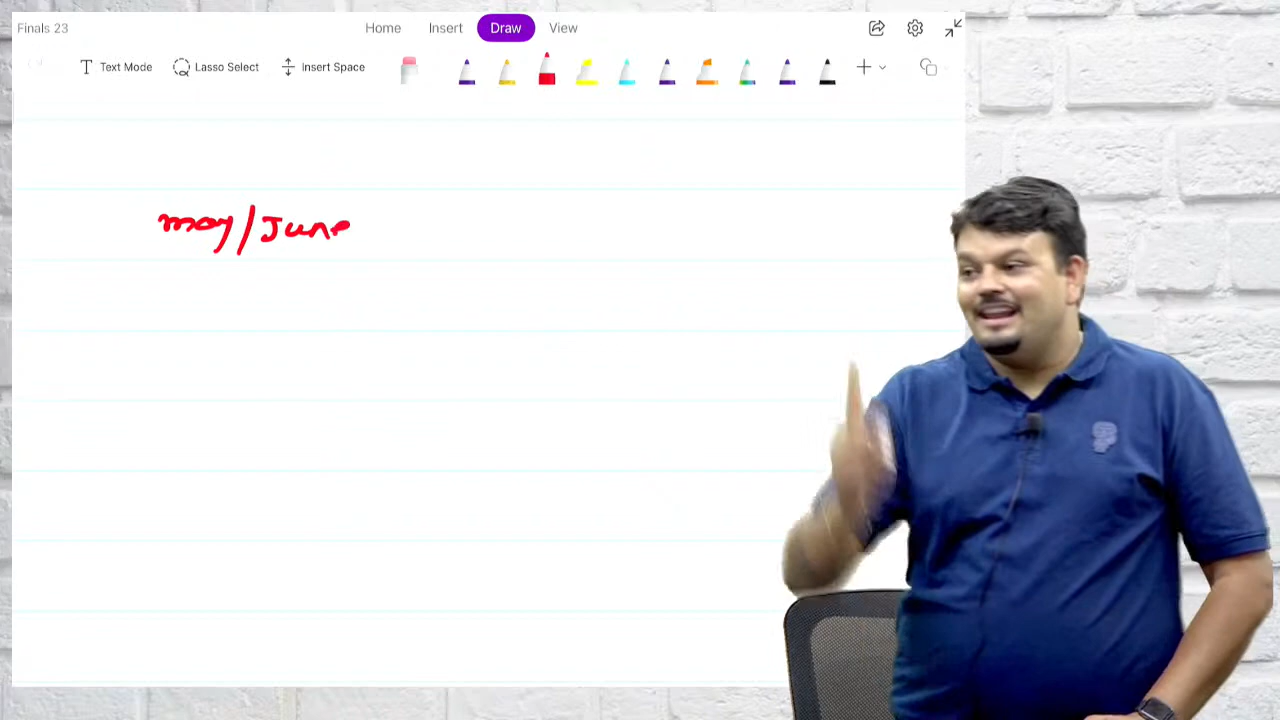 Finals 23
Home Insert Draw View
Text Mode Lasso Select Insert Space
may/June